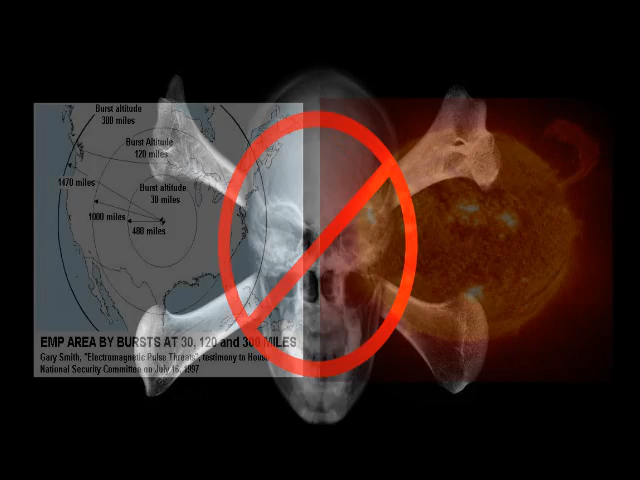 Burst altitude
300 miles
Burst Altitude
120 miles
1470 miles
Burst altitude
30 miles
1000 miles
480 miles
EMP AREA BY BURSTS AT 30, 120 and 300 MILES
Gary Smith, "Electromagnetic Pulse Threats", testimony to House
National Security Committee on July 16, 1997